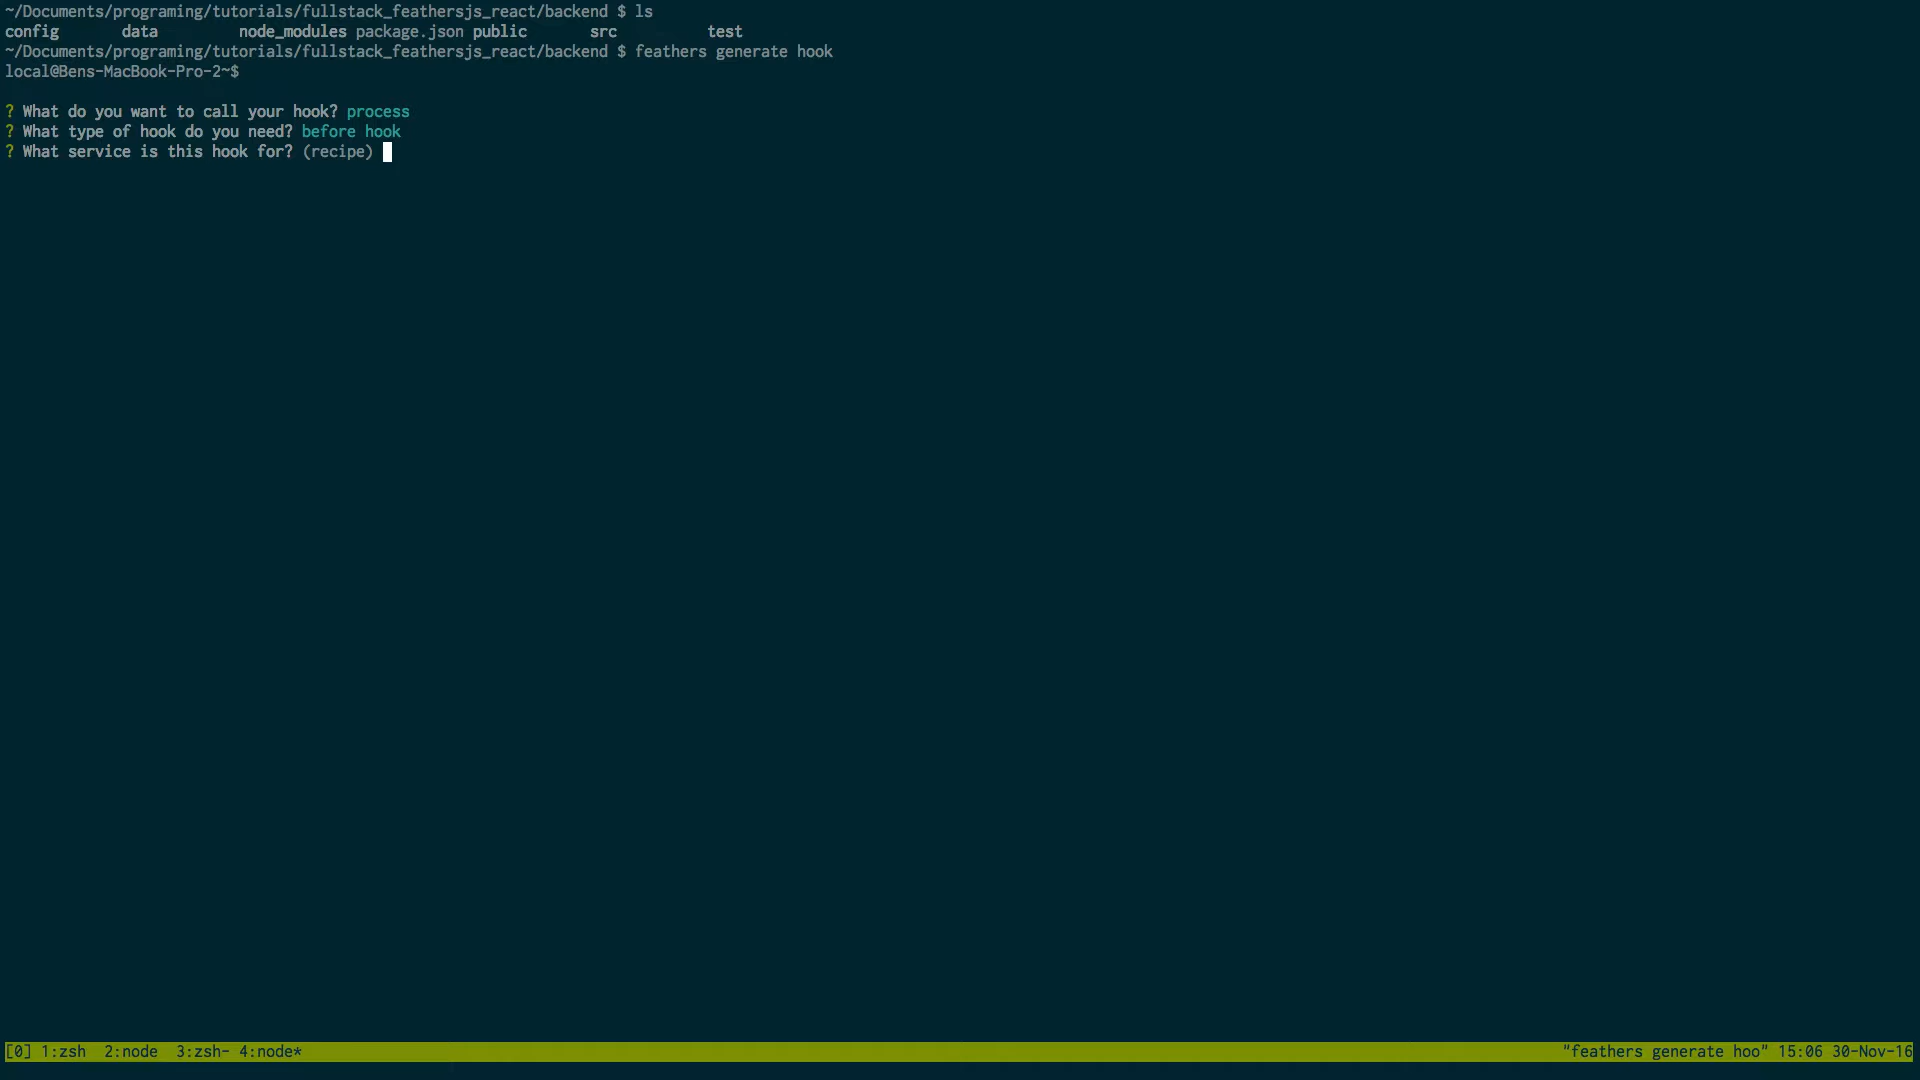 ~/Documents/programing/tutorials/fullstack_feathersjs_react/backend $ ls
config       data         node_modules package.json public       src          test
~/Documents/programing/tutorials/fullstack_feathersjs_react/backend $ feathers generate hook
local@Bens-MacBook-Pro-2~$
? What do you want to call your hook? process
? What type of hook do you need? before hook
? What service is this hook for? (recipe)
[0] 1:zsh  2:node  3:zsh- 4:node* "feathers generate hoo" 15:06 30-Nov-16